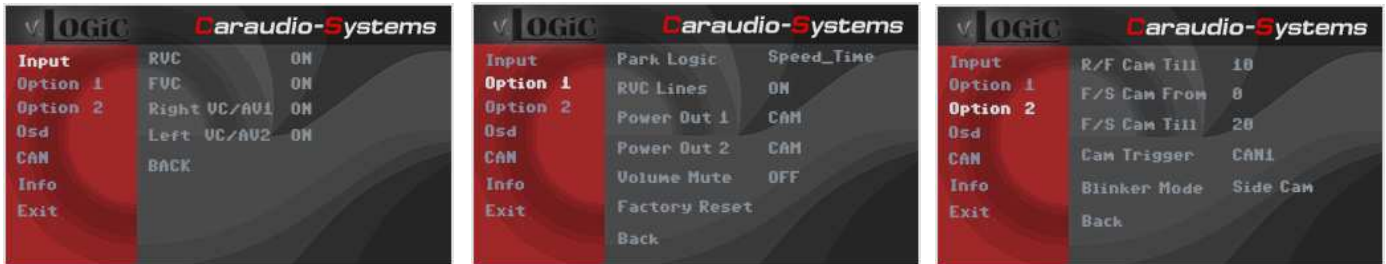 v.LOGiC Caraudio-Systems
Input
Option 1
Option 2
Osd
CAN
Info
Exit
RVC ON
FVC ON
Right VC/AV1 ON
Left VC/AV2 ON
BACK
v.LOGiC Caraudio-Systems
Input
Option 1
Option 2
Osd
CAN
Info
Exit
Park Logic Speed_Time
RVC Lines ON
Power Out 1 CAM
Power Out 2 CAM
Volume Mute OFF
Factory Reset
Back
v.LOGiC Caraudio-Systems
Input
Option 1
Option 2
Osd
CAN
Info
Exit
R/F Cam Till 10
F/S Cam From 0
F/S Cam Till 20
Cam Trigger CAN1
Blinker Mode Side Cam
Back